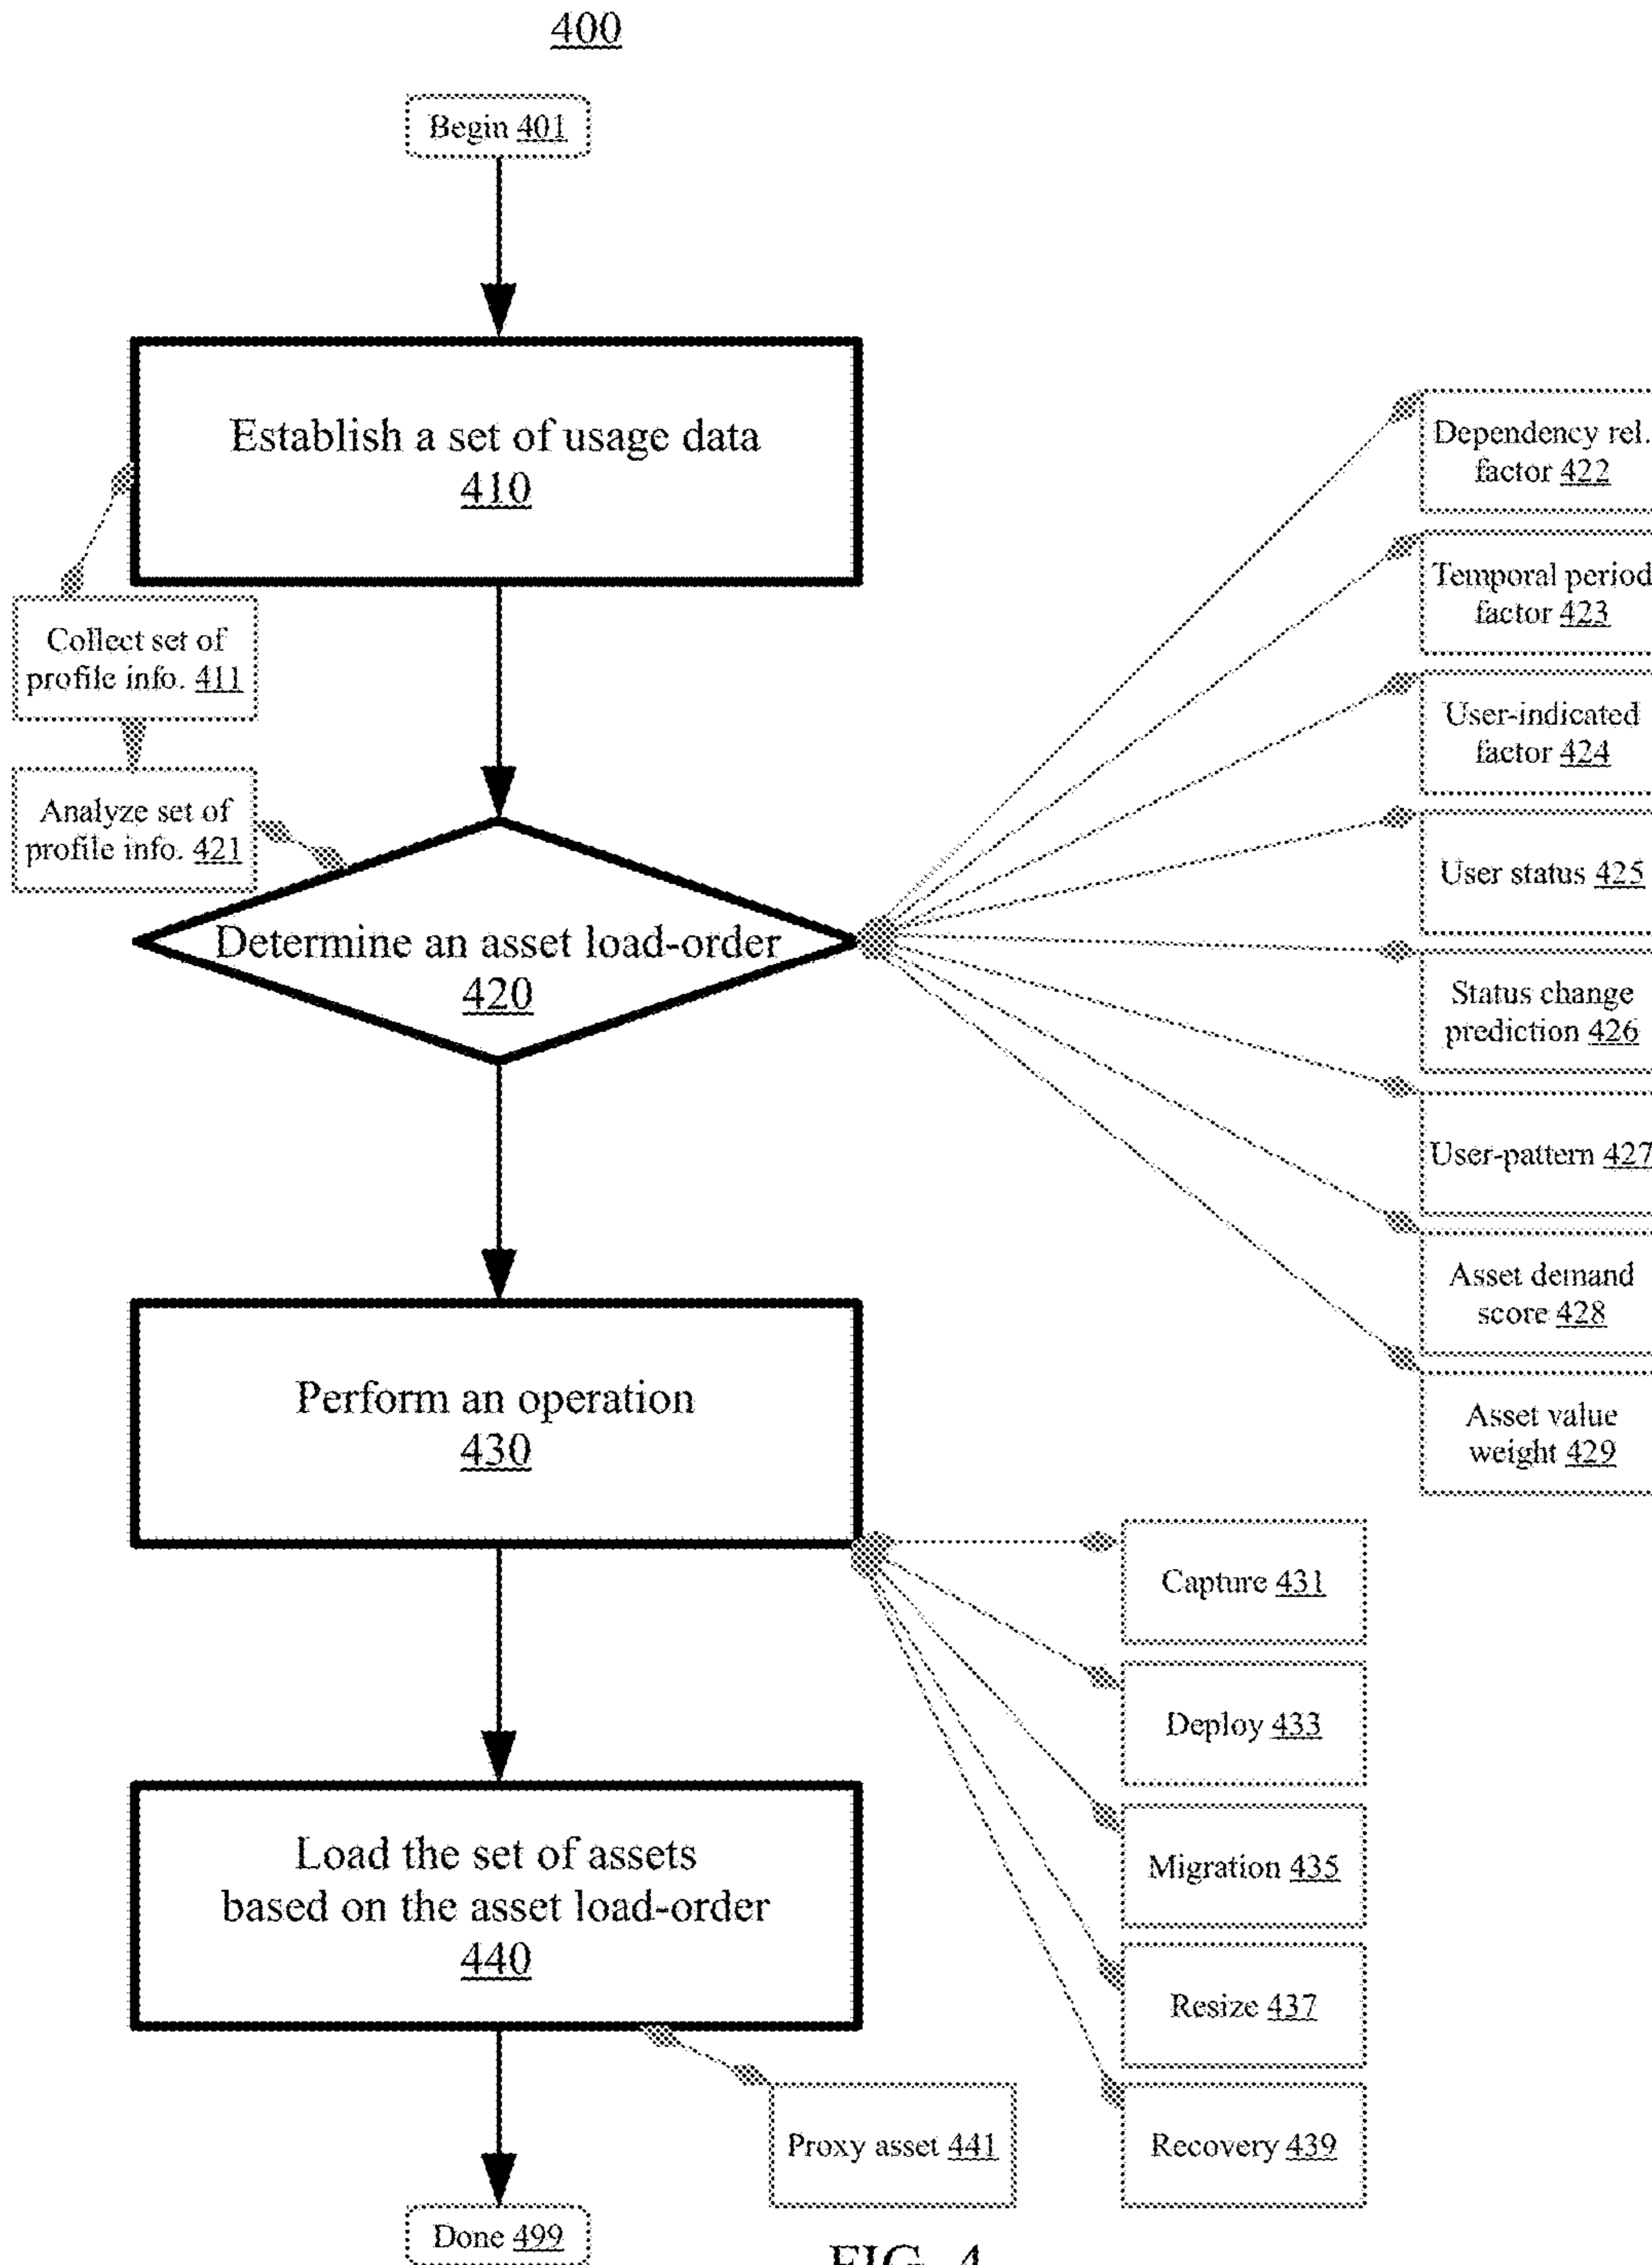 400
Begin 401
Establish a set of usage data
410
Collect set of
profile info. 411
Analyze set of
profile info. 421
Determine an asset load-order
420
Dependency rel.
factor 422
Temporal period
factor 423
User-indicated
factor 424
User status 425
Status change
prediction 426
User-pattern 427
Asset demand
score 428
Asset value
weight 429
Perform an operation
430
Capture 431
Deploy 433
Migration 435
Resize 437
Recovery 439
Load the set of assets
based on the asset load-order
440
Proxy asset 441
Done 499
FIG. 4